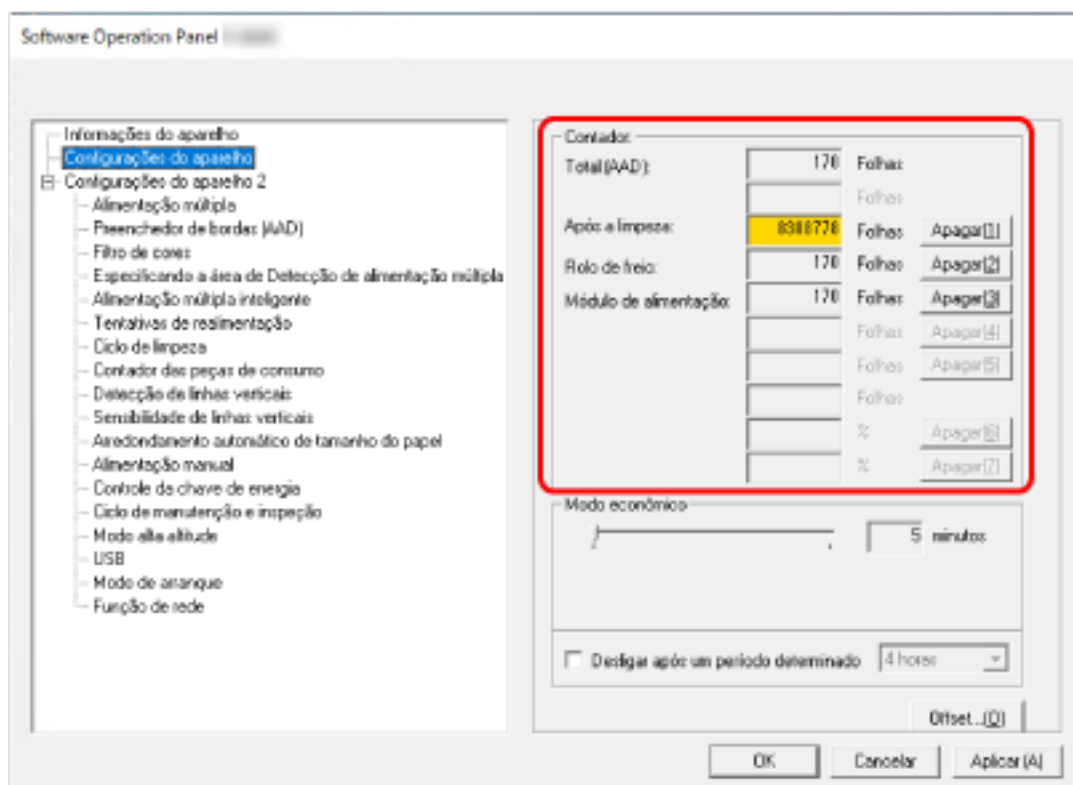 Software Operation Panel
Informações do aparelho
Configurações do aparelho
Configurações do aparelho 2
Alimentação múltipla
Preenchedor de bordas (AAD)
Filtro de cores
Especificando a área de Detecção de alimentação múltipla
Alimentação múltipla inteligente
Tentativas de realimentação
Ciclo de limpeza
Contador das peças de consumo
Detecção de linhas verticais
Sensibilidade de linhas verticais
Arredondamento automático de tamanho do papel
Alimentação manual
Controle da chave de energia
Ciclo de manutenção e inspeção
Modo alta altitude
USB
Modo de arranque
Função de rede
Contador
Total (AAD): 170 Folhas
Folhas
Após a limpeza: Folhas Apagar(1)
Rolo de freio: 170 Folhas Apagar(2)
Módulo de alimentação: 170 Folhas Apagar(3)
Folhas Apagar(4)
Folhas Apagar(5)
Folhas
% Apagar(6)
% Apagar(7)
Modo econômico
5 minutos
Desligar após um período determinado 4 horas
Offset...(O)
OK Cancelar Aplicar(A)